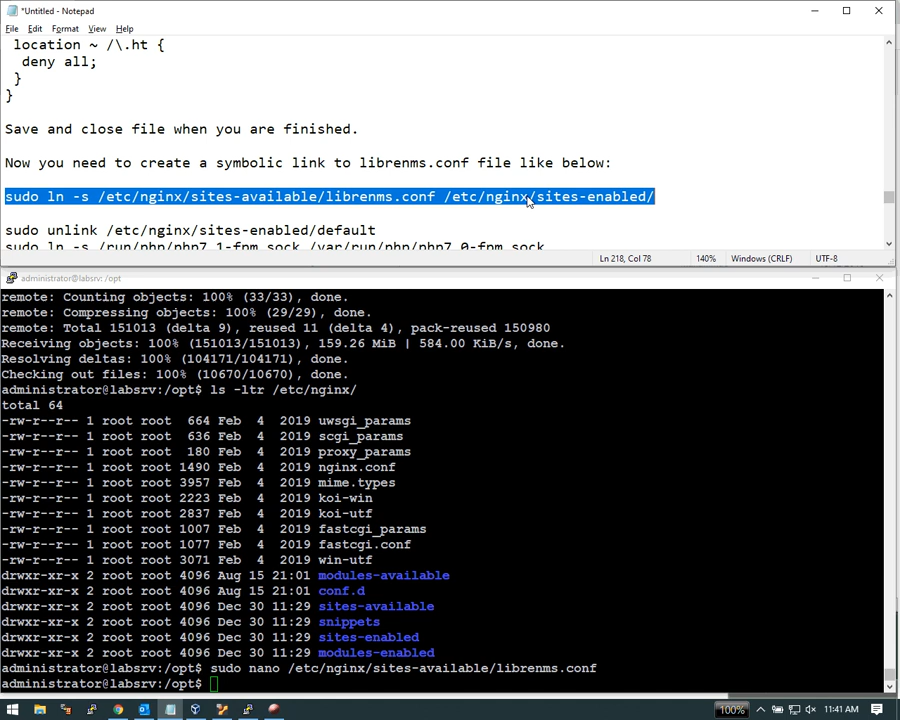 *Untitled - Notepad
File Edit Format View Help
location ~ /\.ht {
deny all;
}
}
Save and close file when you are finished.
Now you need to create a symbolic link to librenms.conf file like below:
sudo ln -s /etc/nginx/sites-available/librenms.conf /etc/nginx/sites-enabled/
sudo unlink /etc/nginx/sites-enabled/default
sudo ln -s /run/php/php7.1-fpm.sock /var/run/php/php7.0-fpm.sock
Ln 218, Col 78 140% Windows (CRLF) UTF-8
administrator@labsrv: /opt
remote: Counting objects: 100% (33/33), done.
remote: Compressing objects: 100% (29/29), done.
remote: Total 151013 (delta 9), reused 11 (delta 4), pack-reused 150980
Receiving objects: 100% (151013/151013), 159.26 MiB | 584.00 KiB/s, done.
Resolving deltas: 100% (104171/104171), done.
Checking out files: 100% (10670/10670), done.
administrator@labsrv:/opt$ ls -ltr /etc/nginx/
total 64
-rw-r--r-- 1 root root  664 Feb  4  2019 uwsgi_params
-rw-r--r-- 1 root root  636 Feb  4  2019 scgi_params
-rw-r--r-- 1 root root  180 Feb  4  2019 proxy_params
-rw-r--r-- 1 root root 1490 Feb  4  2019 nginx.conf
-rw-r--r-- 1 root root 3957 Feb  4  2019 mime.types
-rw-r--r-- 1 root root 2223 Feb  4  2019 koi-win
-rw-r--r-- 1 root root 2837 Feb  4  2019 koi-utf
-rw-r--r-- 1 root root 1007 Feb  4  2019 fastcgi_params
-rw-r--r-- 1 root root 1077 Feb  4  2019 fastcgi.conf
-rw-r--r-- 1 root root 3071 Feb  4  2019 win-utf
drwxr-xr-x 2 root root 4096 Aug 15 21:01 modules-available
drwxr-xr-x 2 root root 4096 Aug 15 21:01 conf.d
drwxr-xr-x 2 root root 4096 Dec 30 11:29 sites-available
drwxr-xr-x 2 root root 4096 Dec 30 11:29 snippets
drwxr-xr-x 2 root root 4096 Dec 30 11:29 sites-enabled
drwxr-xr-x 2 root root 4096 Dec 30 11:29 modules-enabled
administrator@labsrv:/opt$ sudo nano /etc/nginx/sites-available/librenms.conf
administrator@labsrv:/opt$
100% 11:41 AM